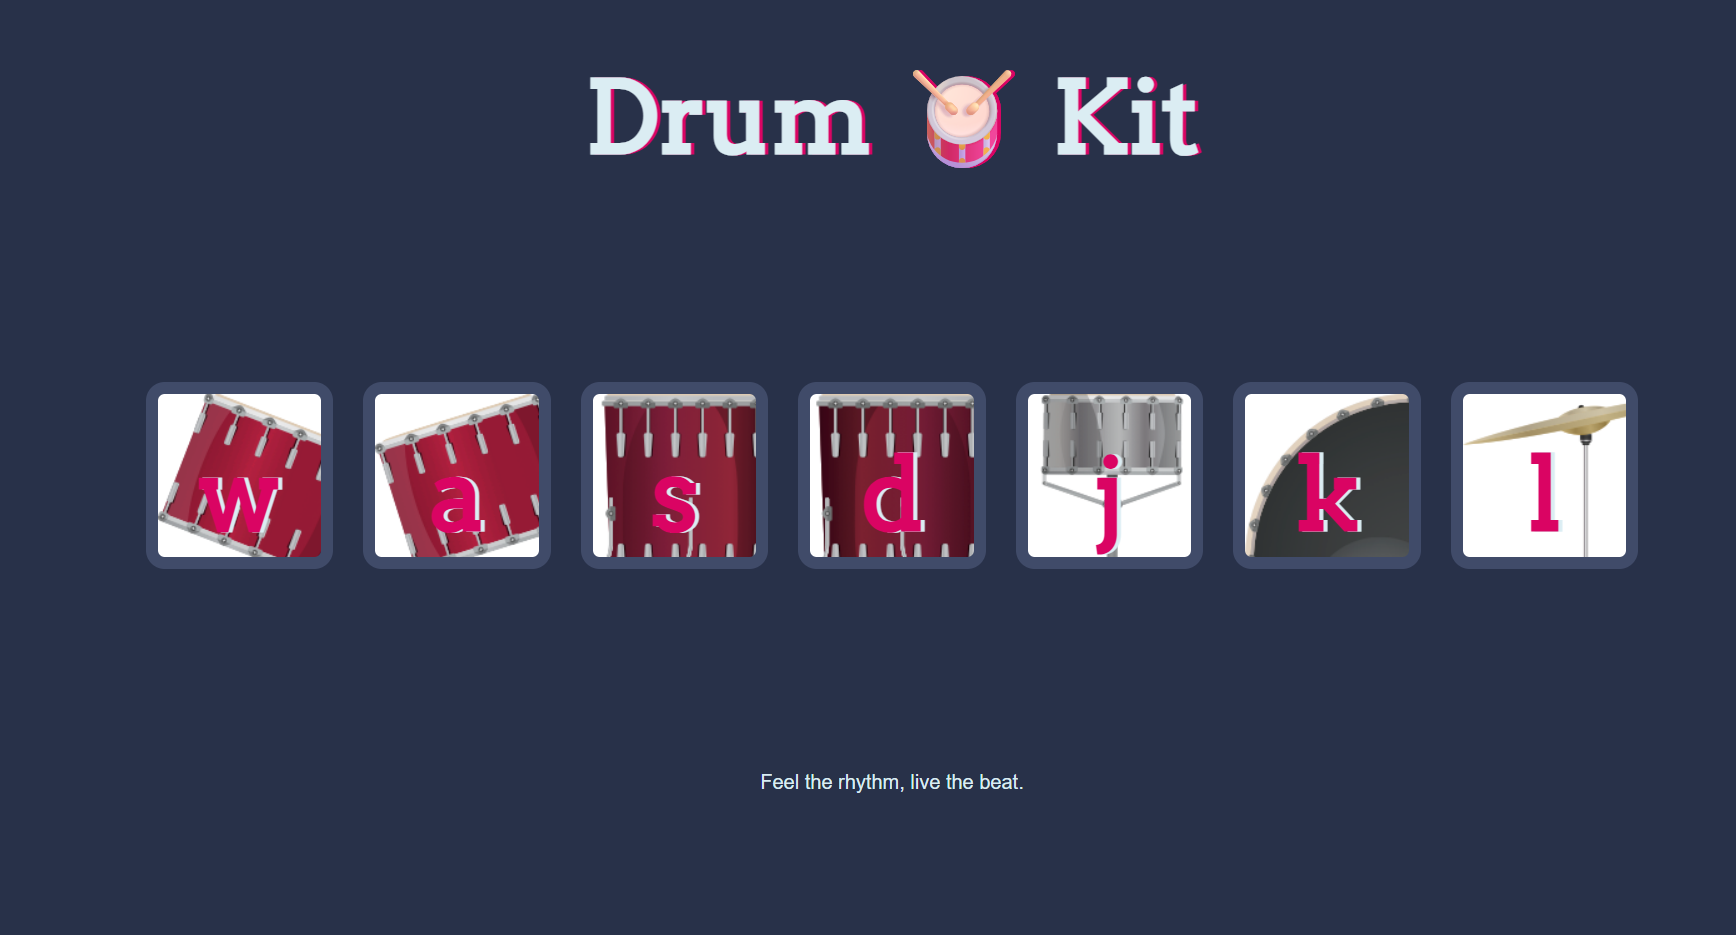 Drum 🥁 Kit
w a s d j k l
Feel the rhythm, live the beat.